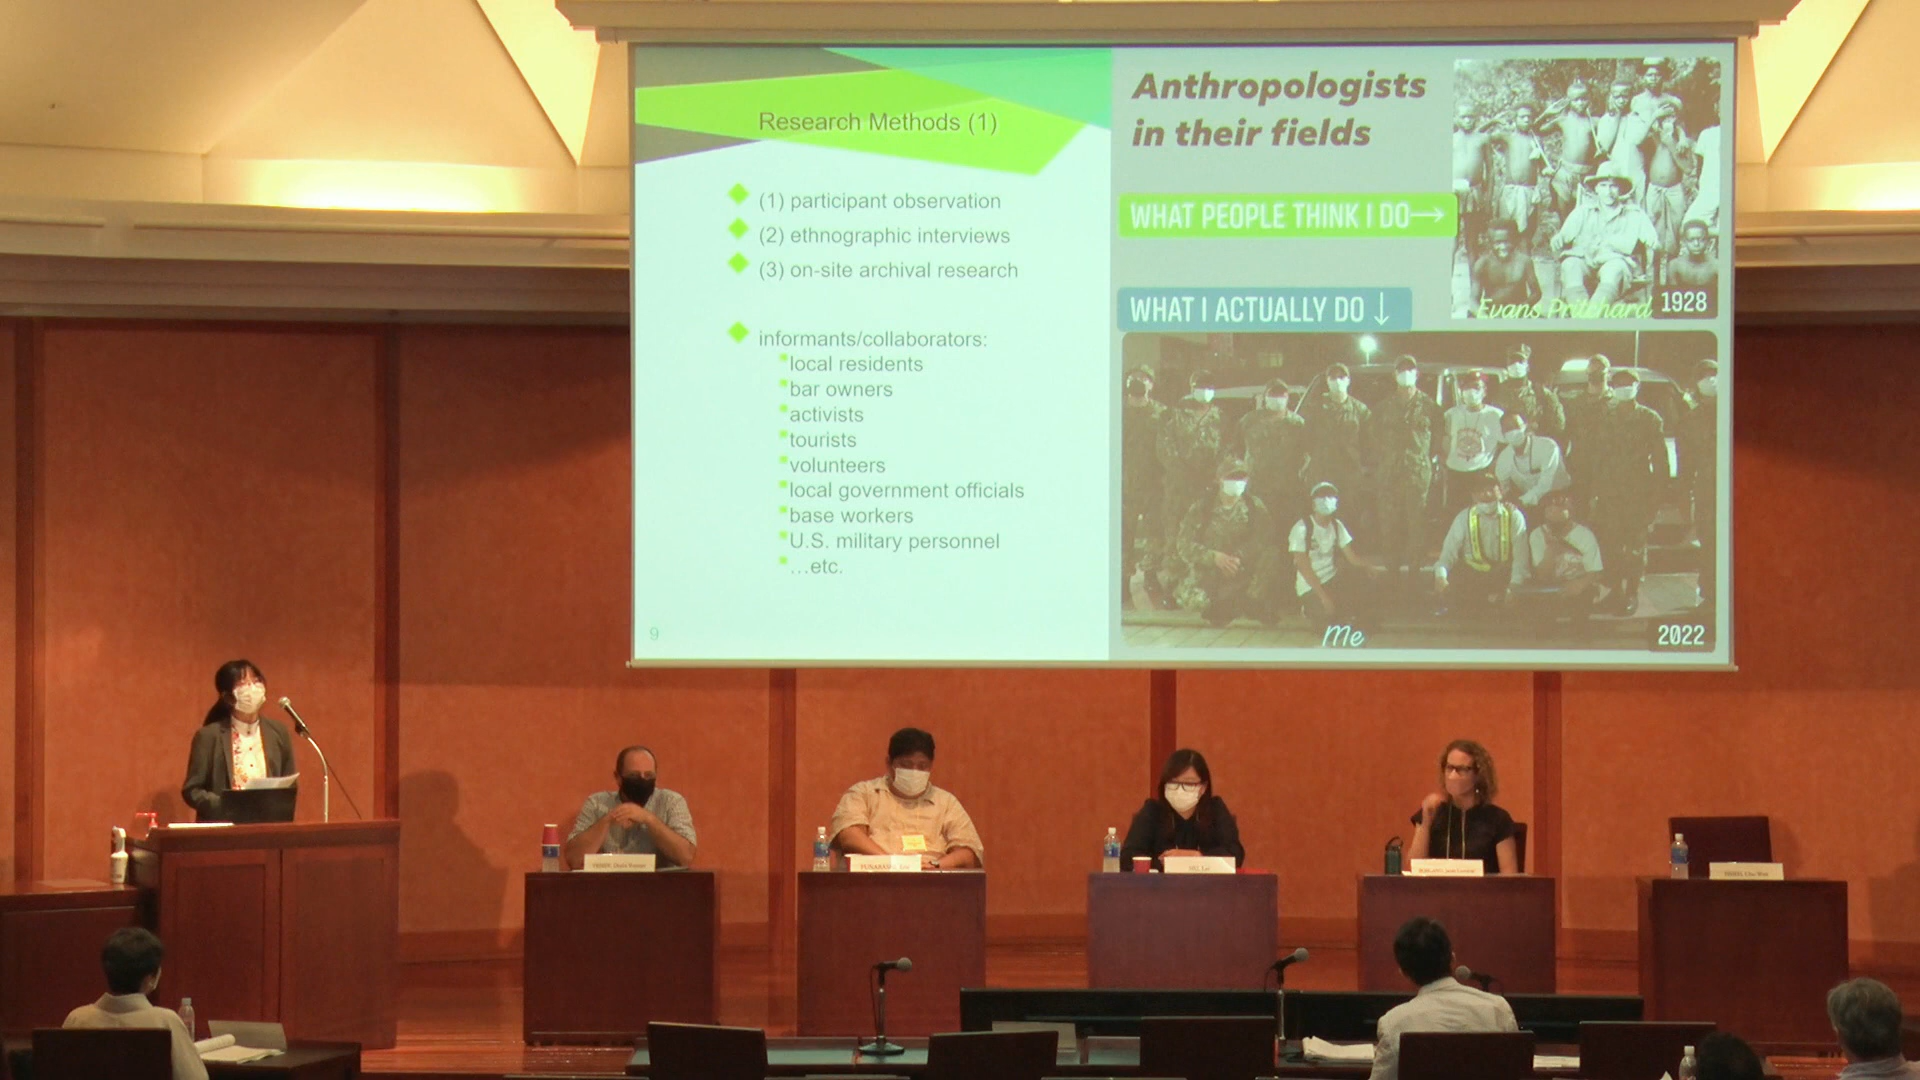 Research Methods (1)
(1) participant observation
(2) ethnographic interviews
(3) on-site archival research
informants/collaborators:
local residents
bar owners
activists
tourists
volunteers
local government officials
base workers
U.S. military personnel
...etc.
9
Anthropologists
in their fields
WHAT PEOPLE THINK I DO→
Evans Pritchard 1928
WHAT I ACTUALLY DO ↓
Me
2022